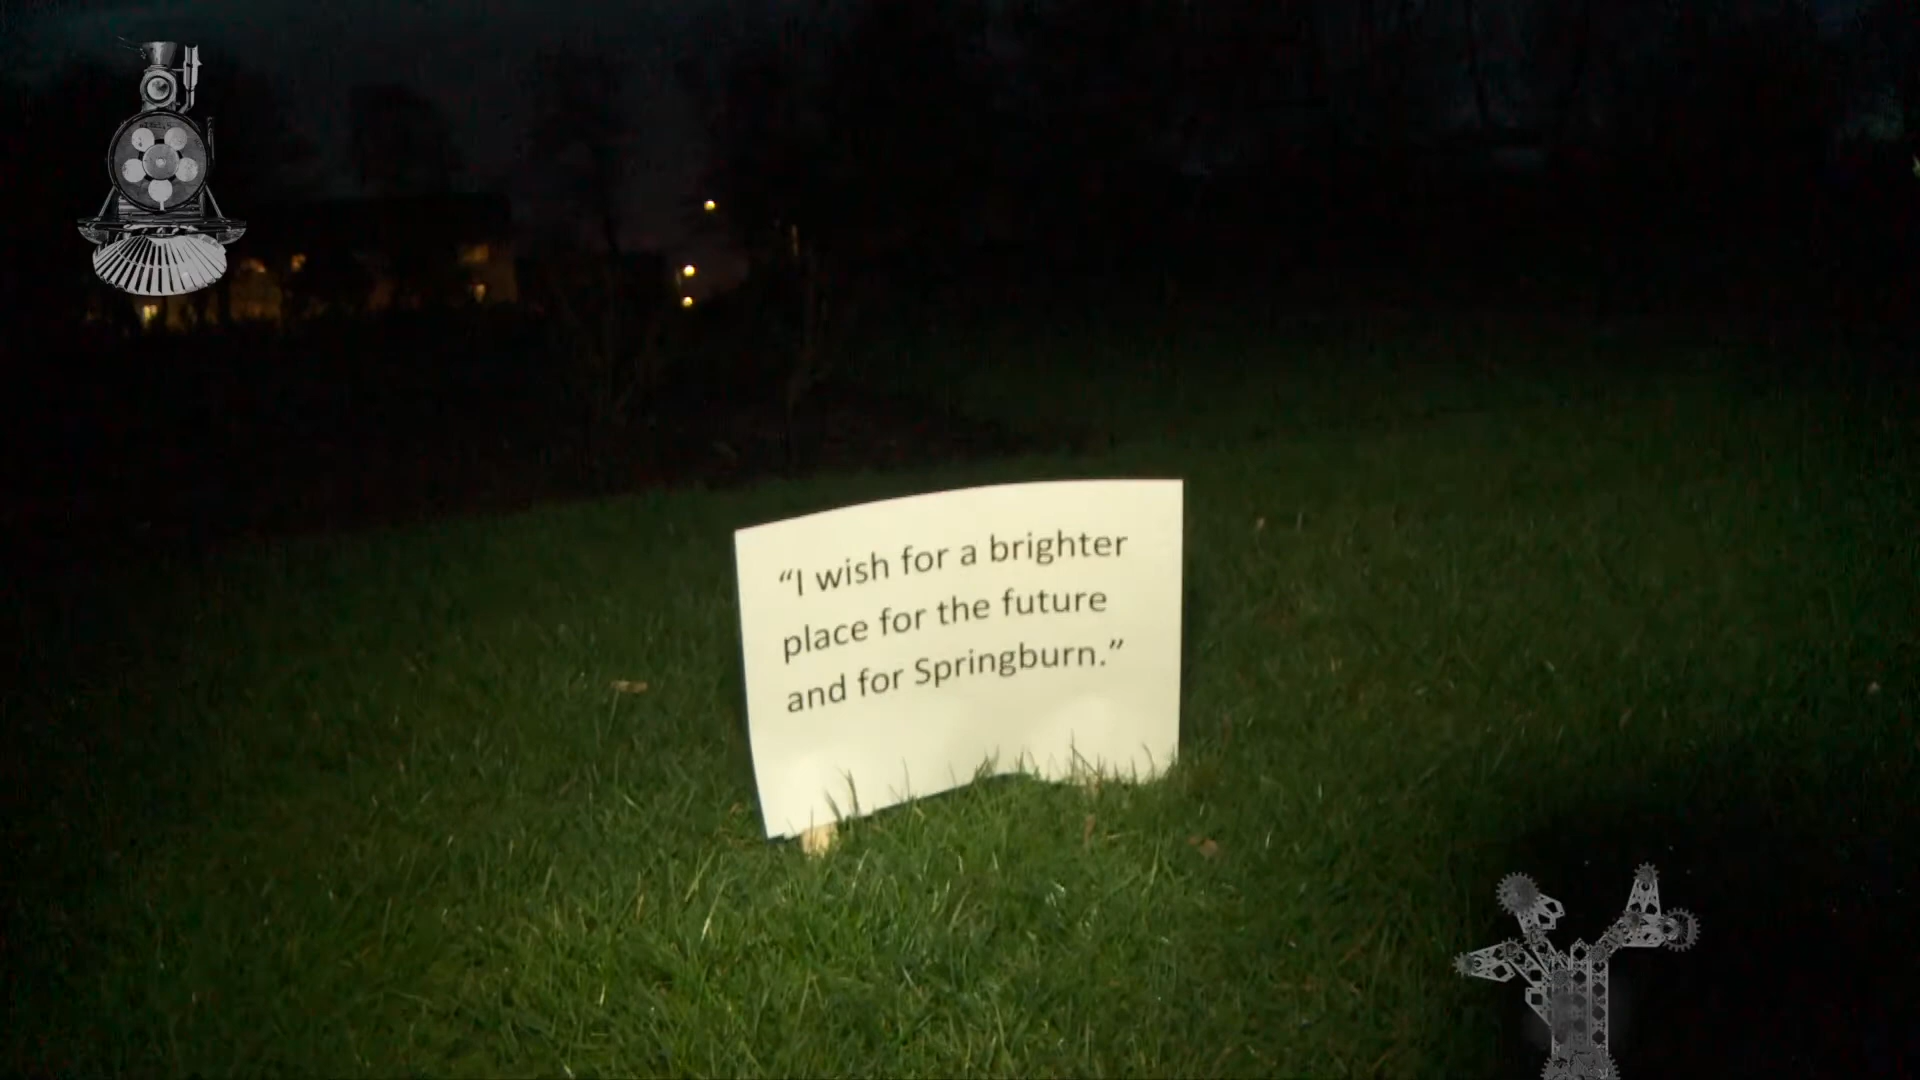 “I wish for a brighter
place for the future
and for Springburn.”